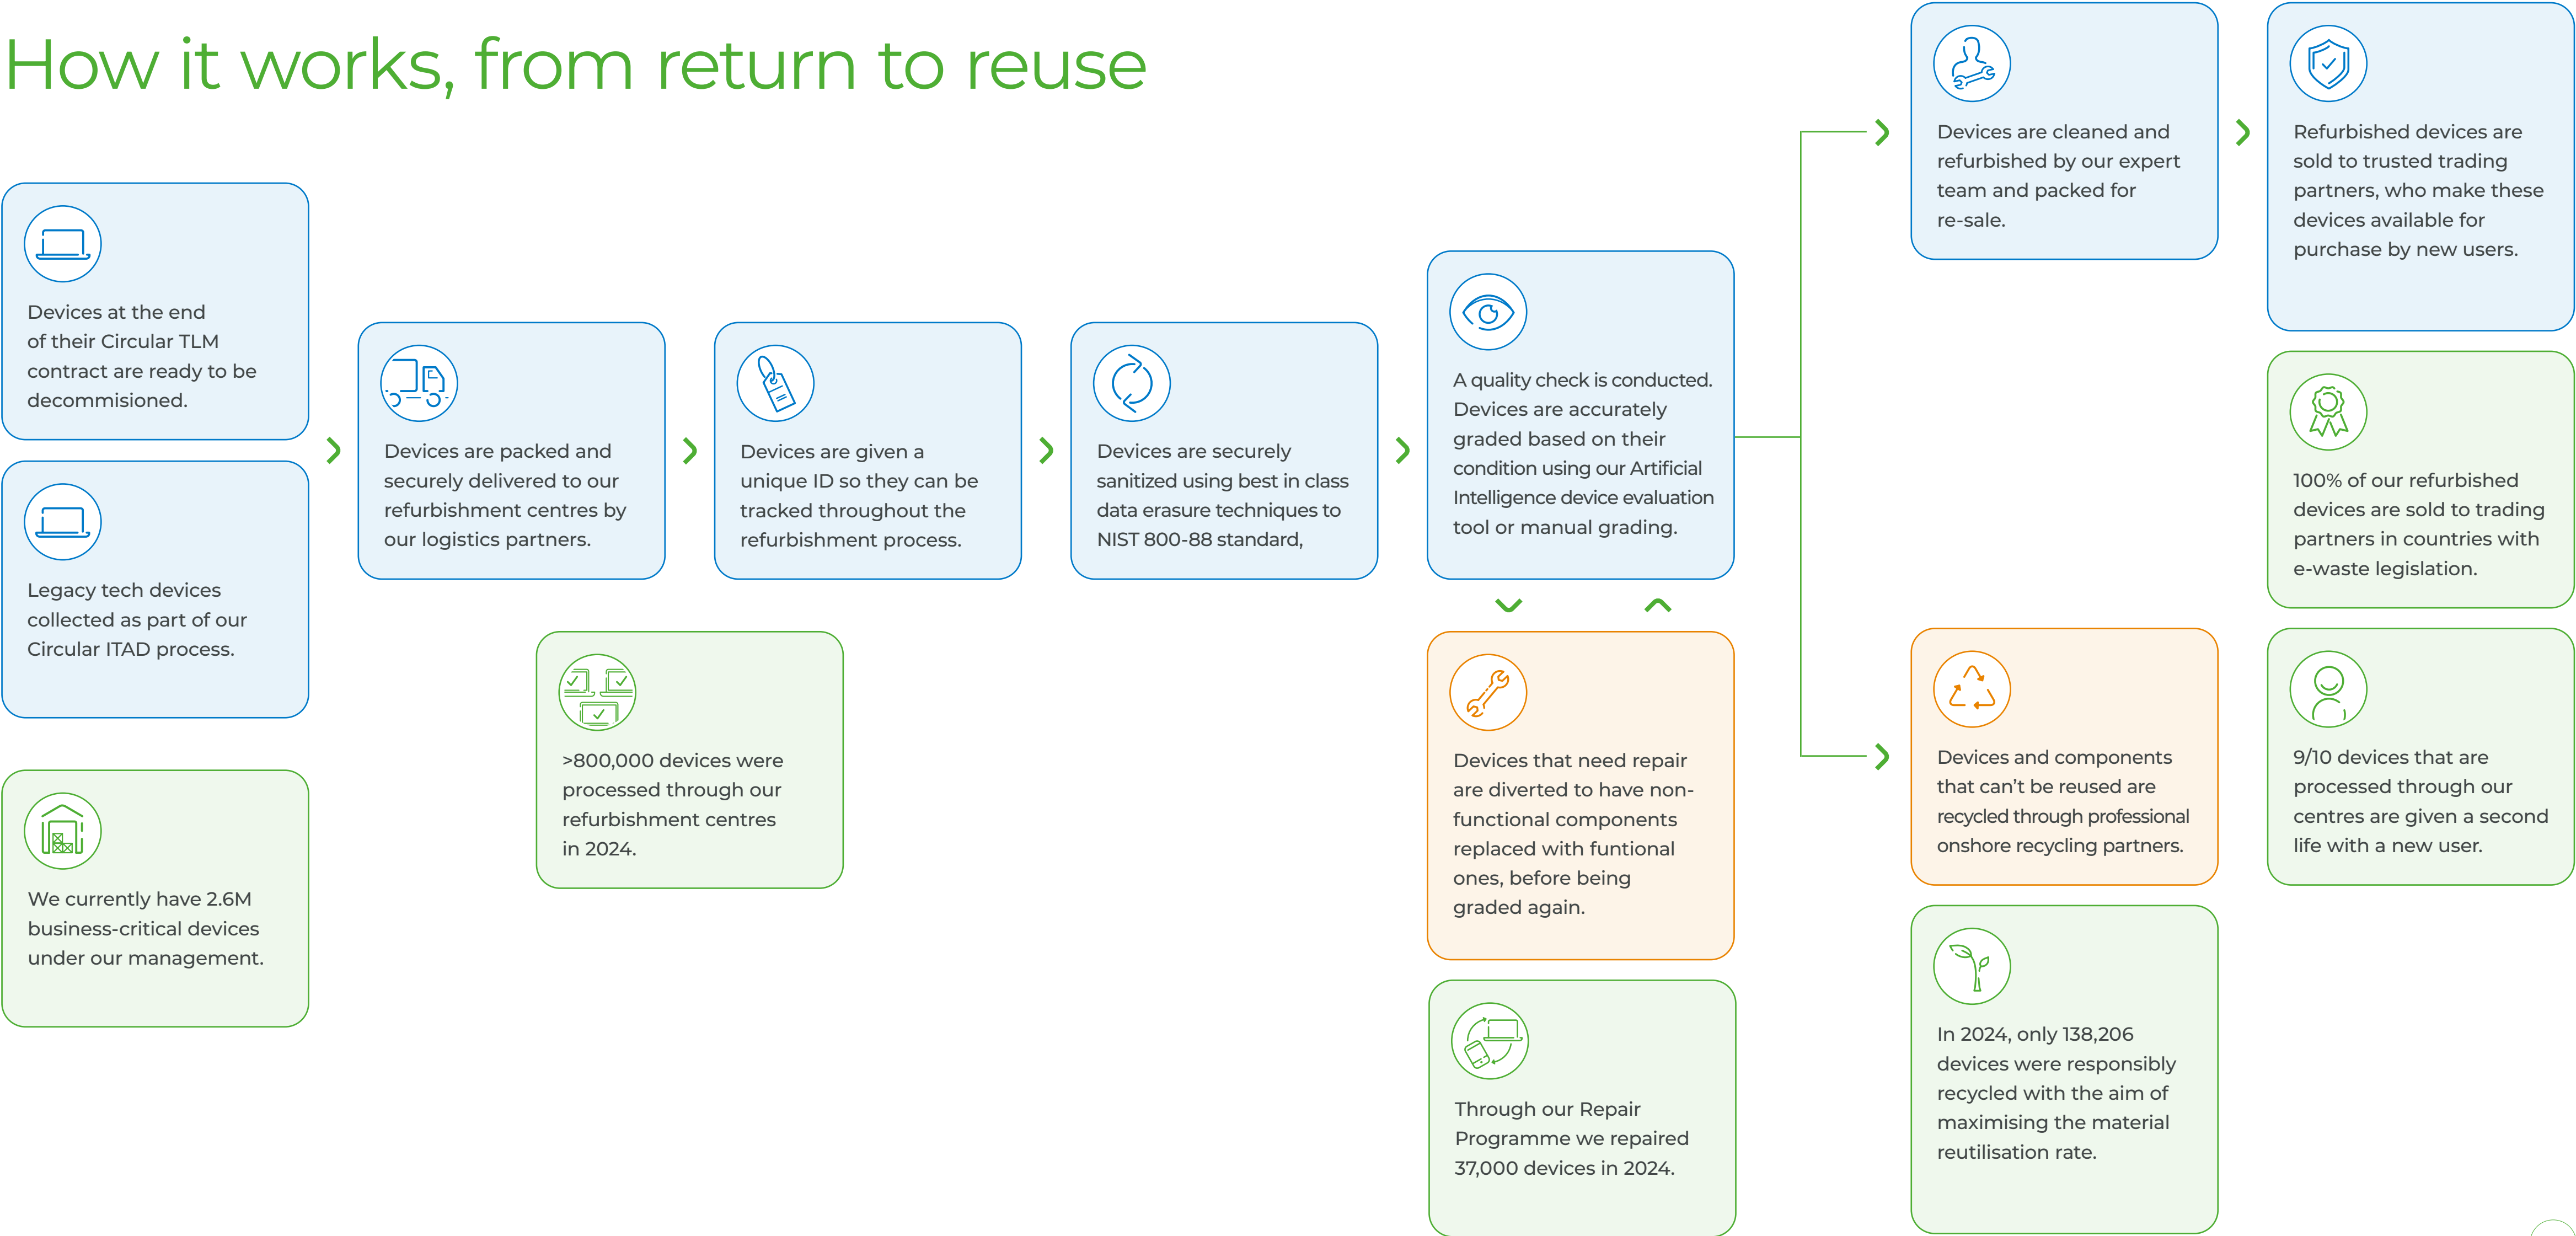 How it works, from return to reuse
Devices at the end
of their Circular TLM
contract are ready to be
decommisioned.
Legacy tech devices
collected as part of our
Circular ITAD process.
We currently have 2.6M
business-critical devices
under our management.
Devices are packed and
securely delivered to our
refurbishment centres by
our logistics partners.
Devices are given a
unique ID so they can be
tracked throughout the
refurbishment process.
>800,000 devices were
processed through our
refurbishment centres
in 2024.
Devices are securely
sanitized using best in class
data erasure techniques to
NIST 800-88 standard,
A quality check is conducted.
Devices are accurately
graded based on their
condition using our Artificial
Intelligence device evaluation
tool or manual grading.
Devices that need repair
are diverted to have non-
functional components
replaced with funtional
ones, before being
graded again.
Through our Repair
Programme we repaired
37,000 devices in 2024.
Devices are cleaned and
refurbished by our expert
team and packed for
re-sale.
Devices and components
that can’t be reused are
recycled through professional
onshore recycling partners.
In 2024, only 138,206
devices were responsibly
recycled with the aim of
maximising the material
reutilisation rate.
Refurbished devices are
sold to trusted trading
partners, who make these
devices available for
purchase by new users.
100% of our refurbished
devices are sold to trading
partners in countries with
e-waste legislation.
9/10 devices that are
processed through our
centres are given a second
life with a new user.